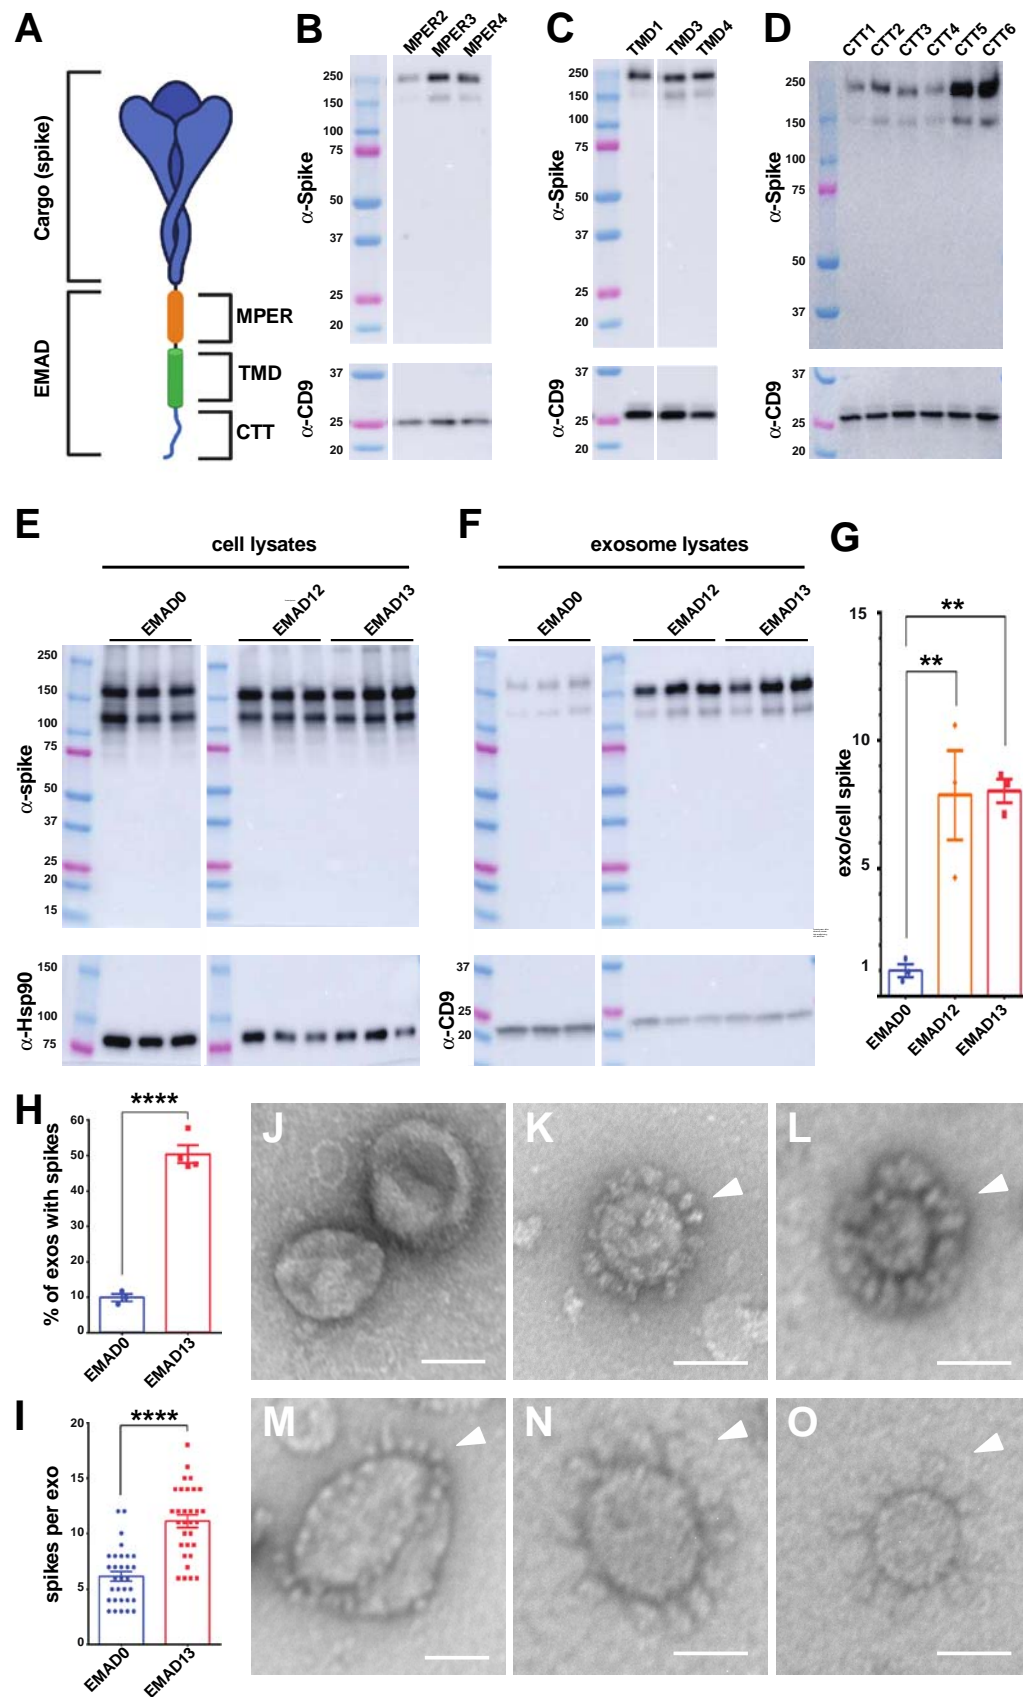 A
Cargo (spike)
EMAD
MPER
TMD
CTT
B
MPER2
MPER3
MPER4
α-Spike
250
150
100
75
50
37
25
20
α-CD9
37
25
20
C
TMD1
TMD3
TMD4
α-Spike
250
150
100
75
50
37
25
20
α-CD9
37
25
20
D
CTT1
CTT2
CTT3
CTT4
CTT5
CTT6
α-Spike
250
150
100
75
50
37
α-CD9
37
25
20
E
cell lysates
EMAD0
EMAD12
EMAD13
α-spike
250
150
100
75
50
37
25
20
15
α-Hsp90
150
100
75
F
exosome lysates
EMAD0
EMAD12
EMAD13
α-CD9
37
25
20
G
exo/cell spike
15
10
5
1
**
**
EMAD0
EMAD12
EMAD13
H
% of exos with spikes
60
50
40
30
20
10
0
****
EMAD0
EMAD13
I
spikes per exo
20
15
10
5
0
****
EMAD0
EMAD13
J
K
L
M
N
O